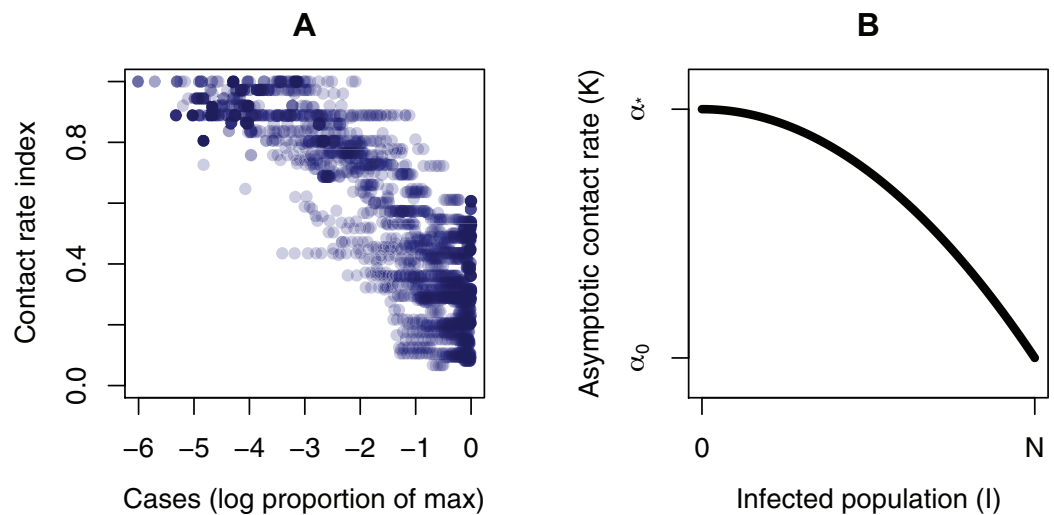 A
Contact rate index
0.0
0.4
0.8
−6
−5
−4
−3
−2
−1
0
Cases (log proportion of max)
B
Asymptotic contact rate (K)
α*
α0
0
N
Infected population (I)